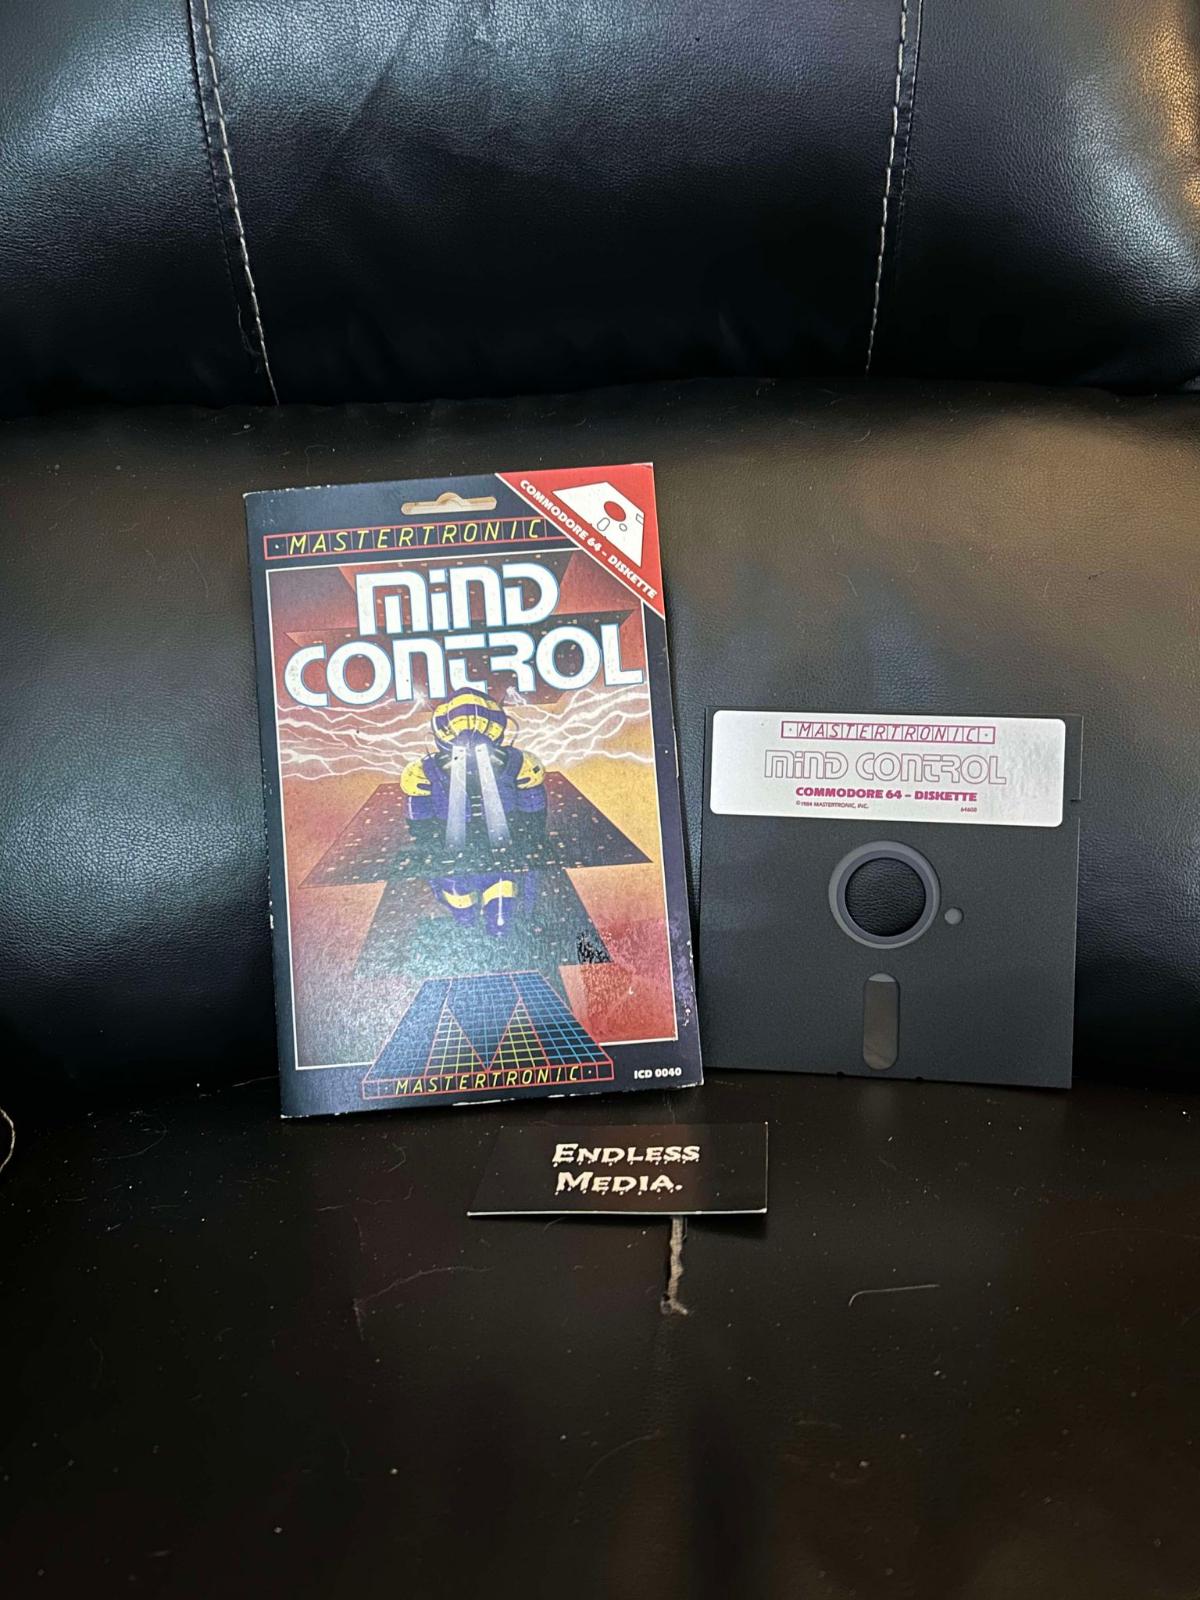 COMMODORE 64 - DISKETTE
MASTERTRONIC
MIND
CONTROL
MASTERTRONIC
ICD 0040
MASTERTRONIC
MIND CONTROL
COMMODORE 64 - DISKETTE
© 1984 MASTERTRONIC, INC.
ENDLESS
MEDIA.